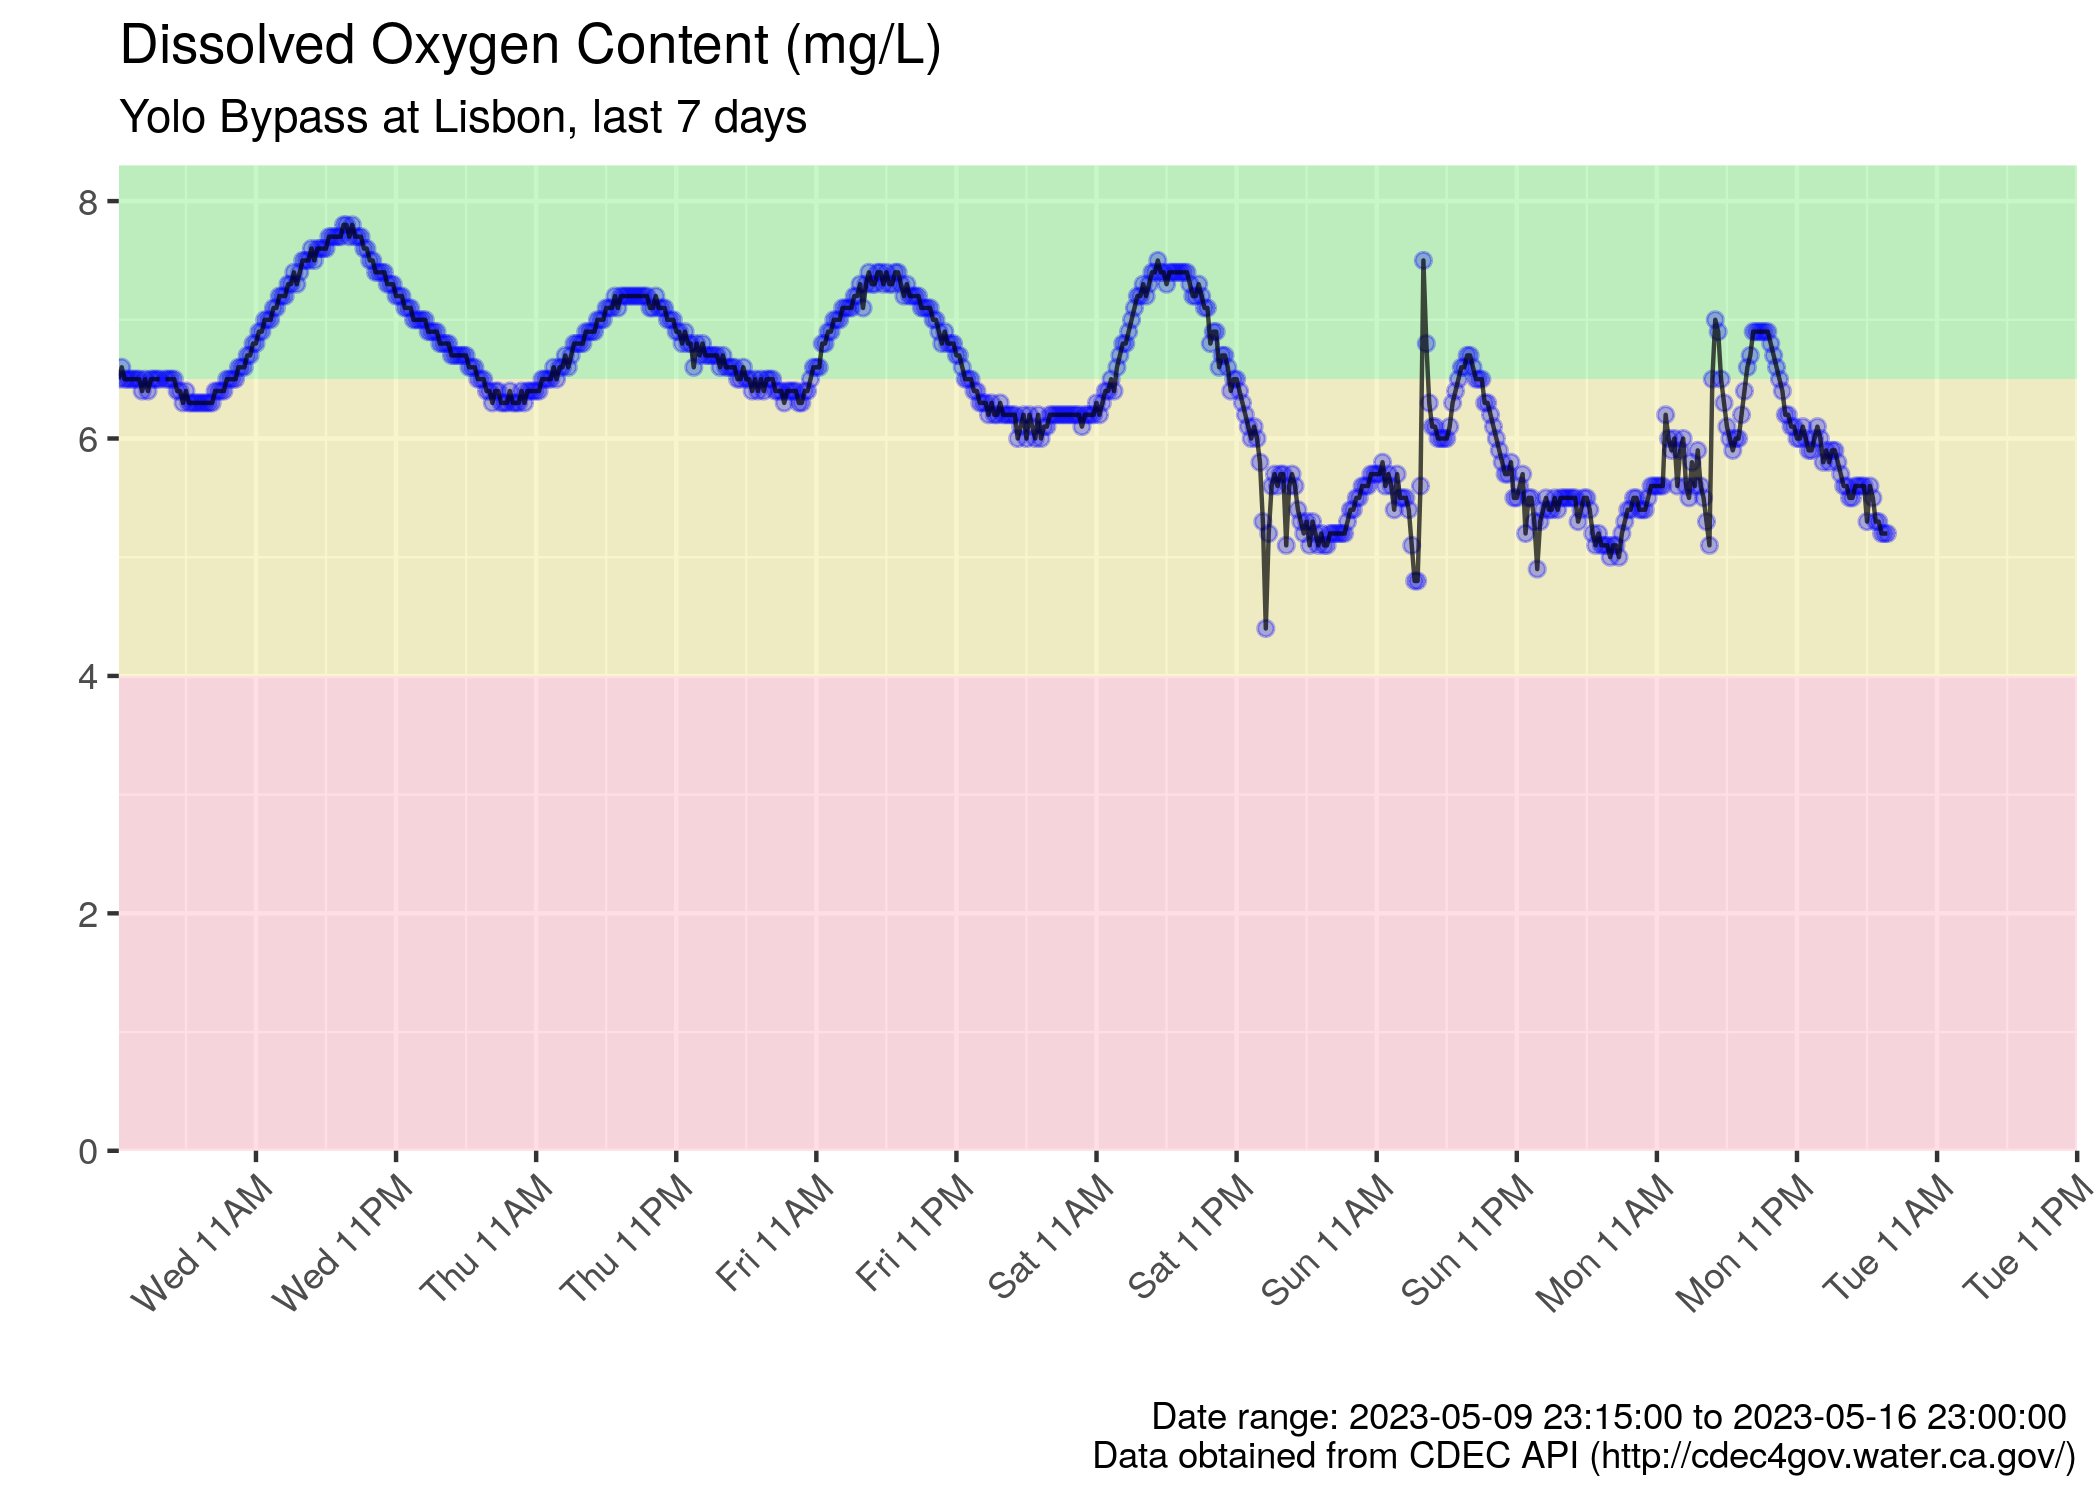 Dissolved Oxygen Content (mg/L)
Yolo Bypass at Lisbon, last 7 days
8
6
4
2
0
Wed 11AM
Wed 11PM
Thu 11AM
Thu 11PM
Fri 11AM
Fri 11PM
Sat 11AM
Sat 11PM
Sun 11AM
Sun 11PM
Mon 11AM
Mon 11PM
Tue 11AM
Tue 11PM
Date range: 2023-05-09 23:15:00 to 2023-05-16 23:00:00
Data obtained from CDEC API (http://cdec4gov.water.ca.gov/)